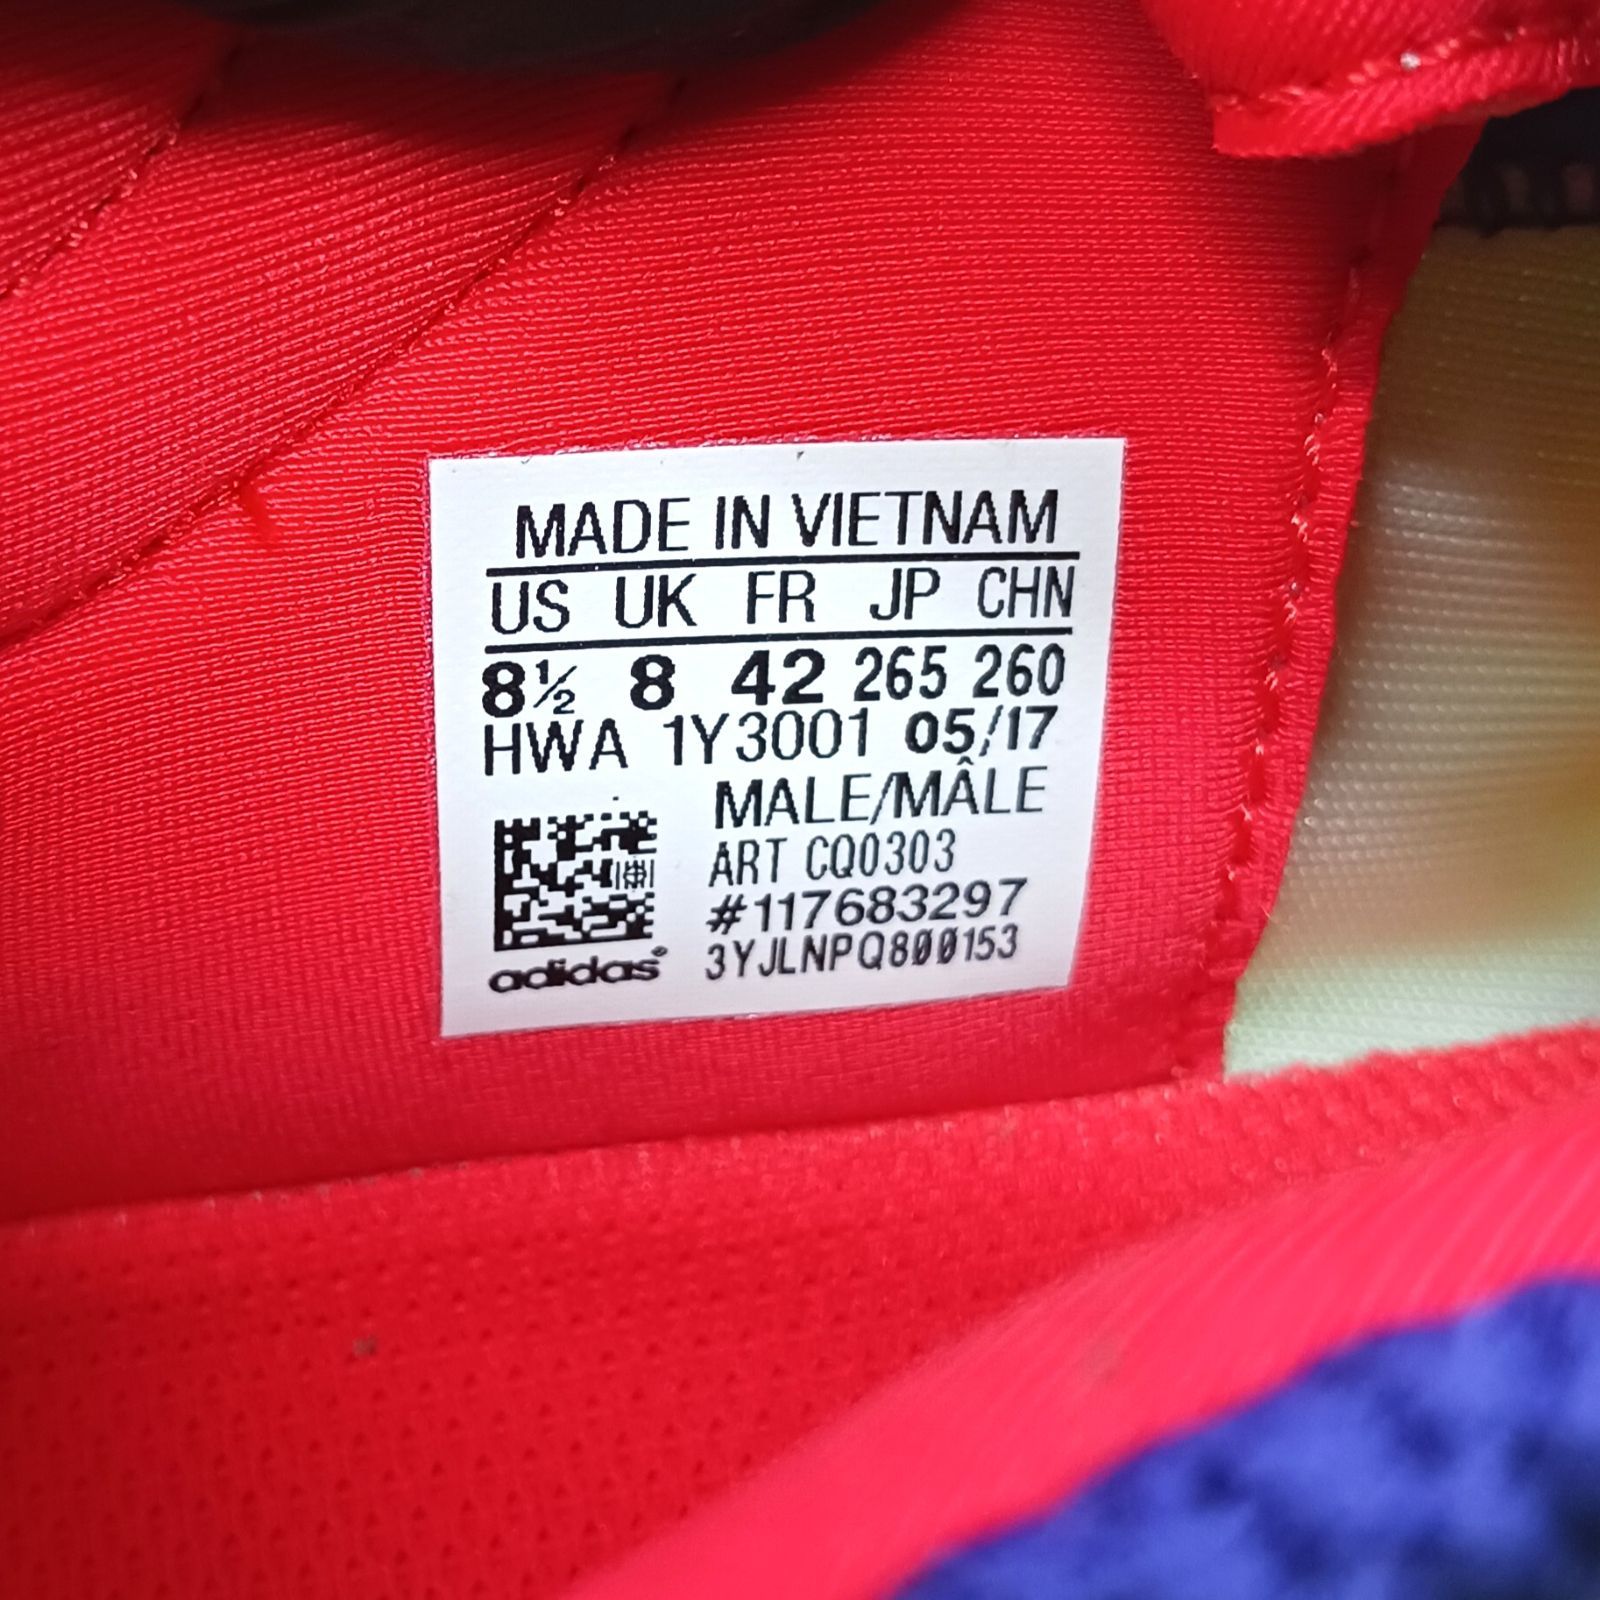 MADE IN VIETNAM
US UK FR JP CHN
8½ 8 42 265 260
HWA 1Y3001 05/17
MALE/MÂLE
ART CQ0303
#117683297
3YJLNPQ800153
adidas®